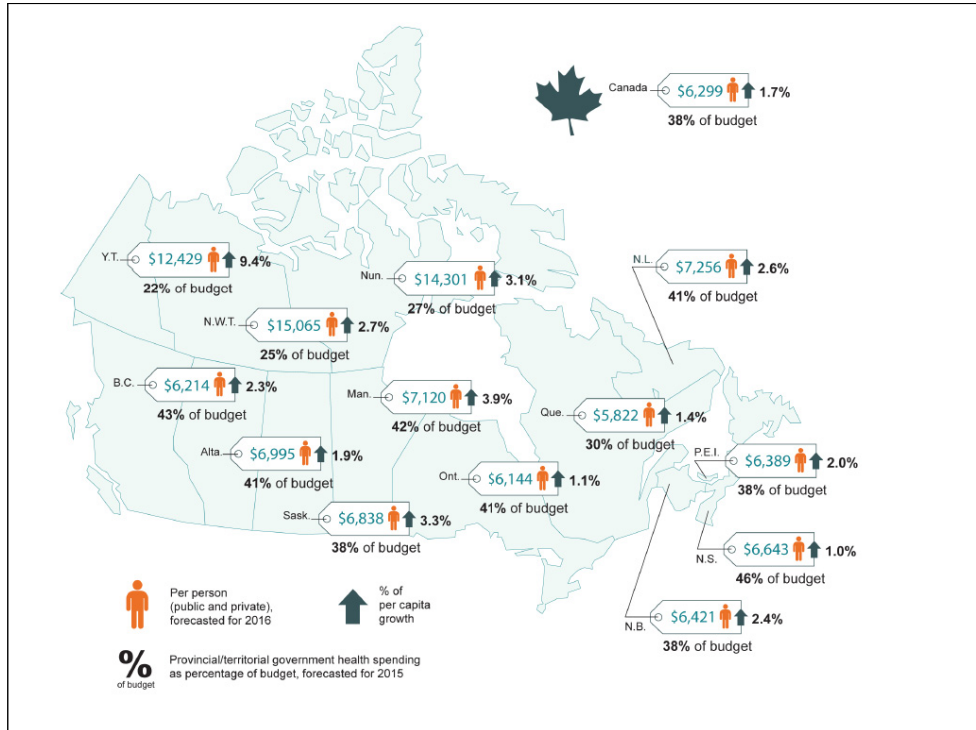 Canada
$6,299
1.7%
38% of budget
Y.T.
$12,429
9.4%
22% of budget
Nun.
$14,301
3.1%
27% of budget
N.L.
$7,256
2.6%
41% of budget
N.W.T.
$15,065
2.7%
25% of budget
B.C.
$6,214
2.3%
43% of budget
Man.
$7,120
3.9%
42% of budget
Que.
$5,822
1.4%
30% of budget
Alta.
$6,995
1.9%
41% of budget
Ont.
$6,144
1.1%
41% of budget
P.E.I.
$6,389
2.0%
38% of budget
Sask.
$6,838
3.3%
38% of budget
N.S.
$6,643
1.0%
46% of budget
N.B.
$6,421
2.4%
38% of budget
Per person
(public and private),
forecasted for 2016
% of
per capita
growth
%
of budget
Provincial/territorial government health spending
as percentage of budget, forecasted for 2015